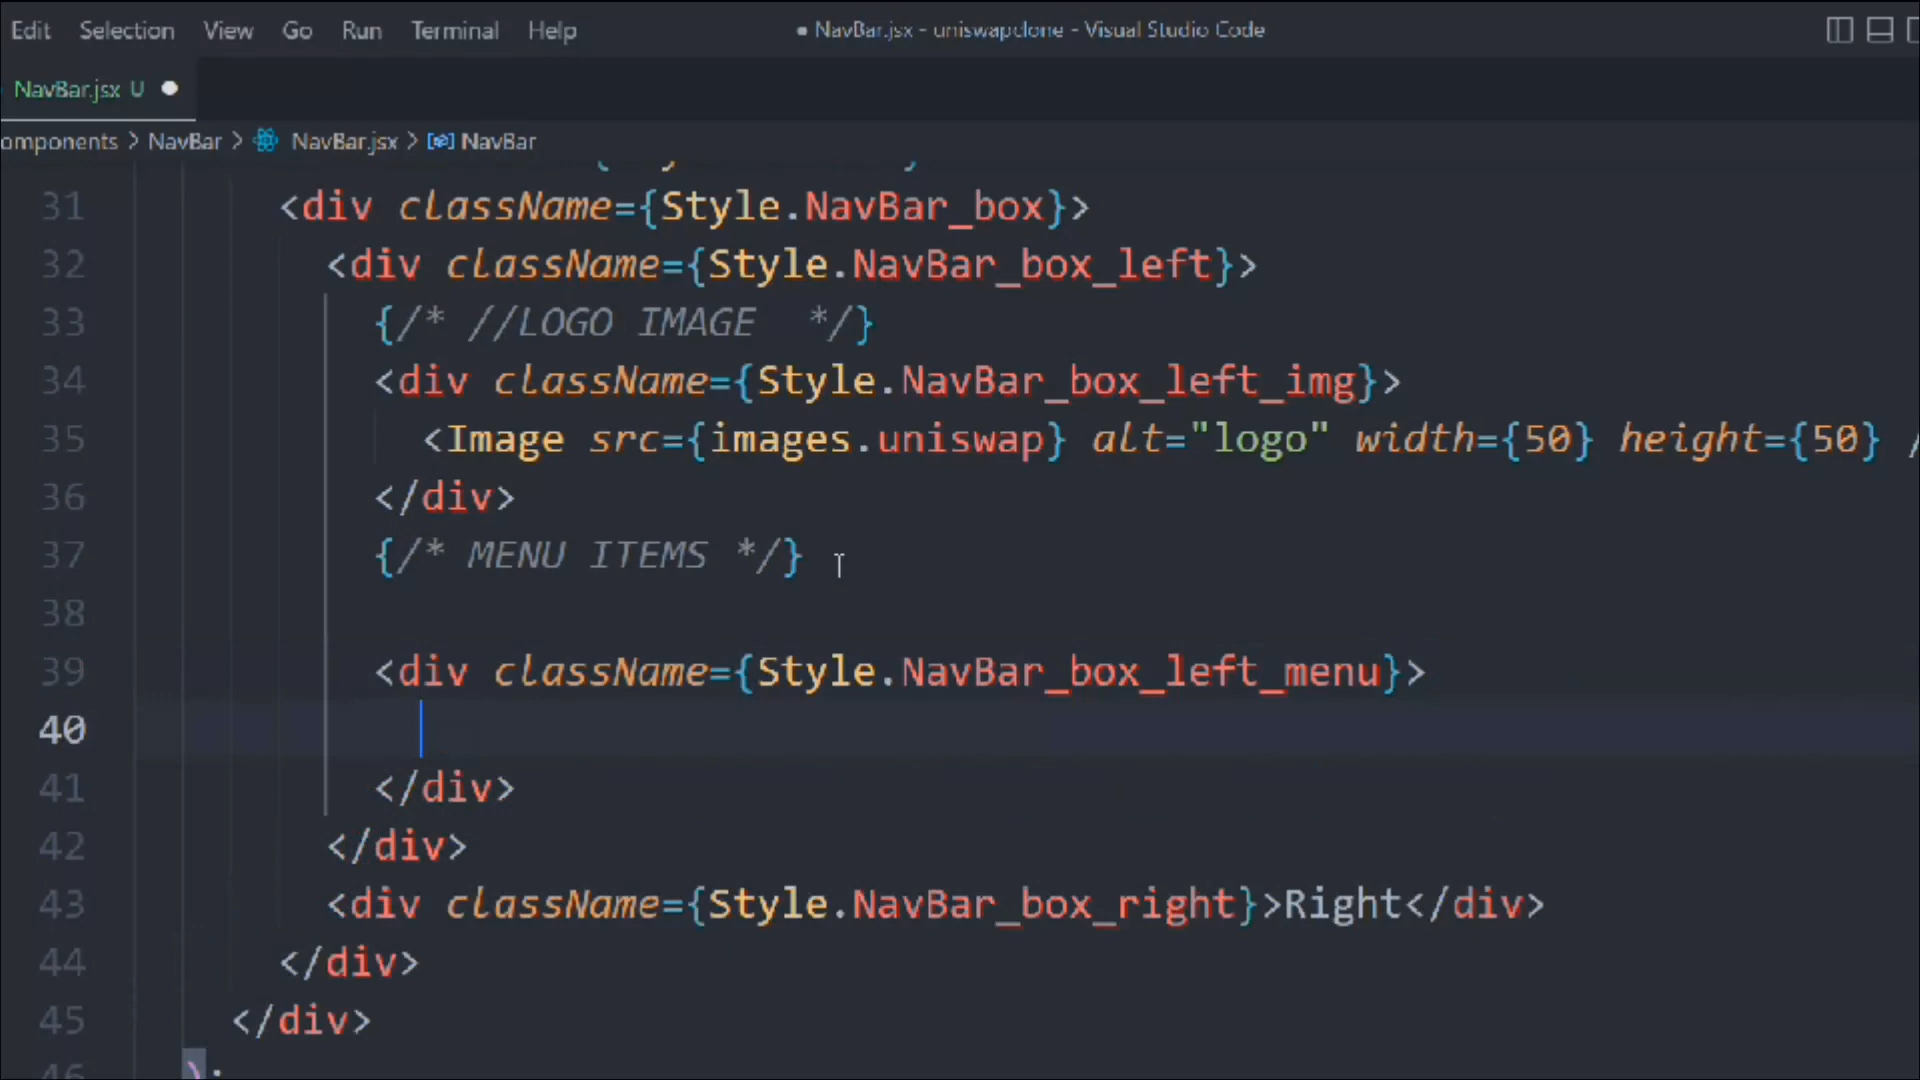 Edit Selection View Go Run Terminal Help ● NavBar.jsx - uniswapclone - Visual Studio Code
NavBar.jsx U ●
omponents > NavBar > NavBar.jsx > NavBar
31 <div className={Style.NavBar_box}>
32 <div className={Style.NavBar_box_left}>
33 {/* //LOGO IMAGE  */}
34 <div className={Style.NavBar_box_left_img}>
35 <Image src={images.uniswap} alt="logo" width={50} height={50} /
36 </div>
37 {/* MENU ITEMS */}
38
39 <div className={Style.NavBar_box_left_menu}>
40
41 </div>
42 </div>
43 <div className={Style.NavBar_box_right}>Right</div>
44 </div>
45 </div>
46 );